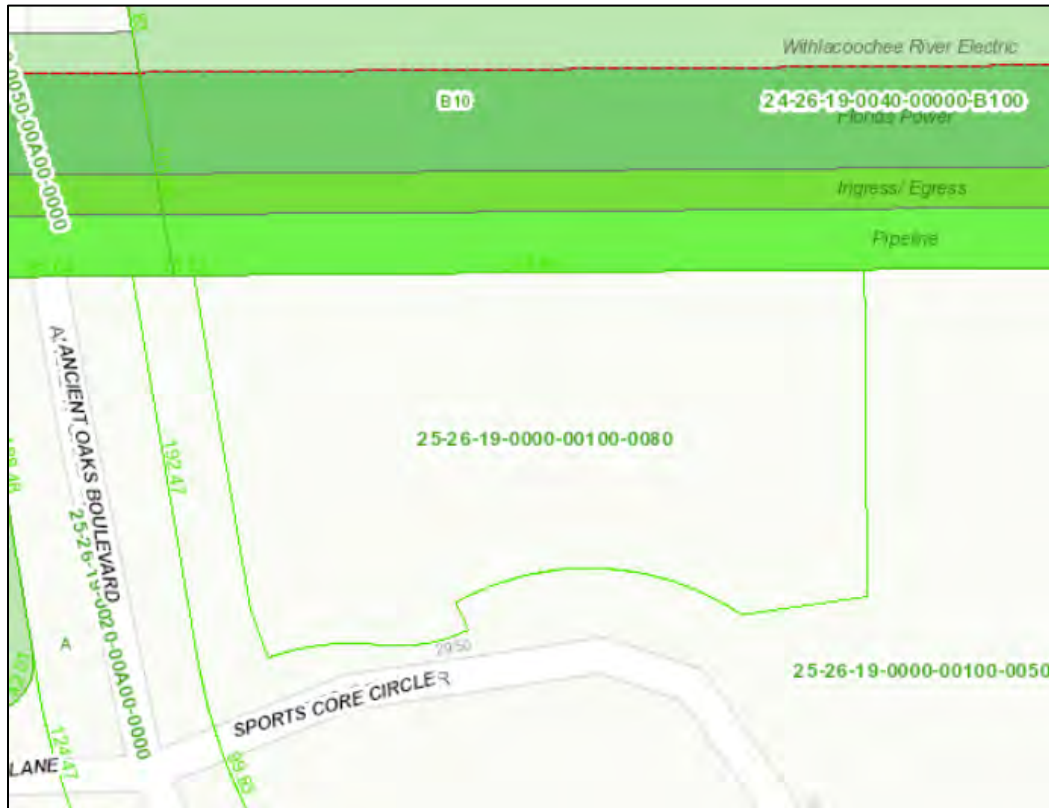 Withlacoochee River Electric
B10
24-26-19-0040-00000-B100
Florida Power
0050-00A00-0000
Ingress/ Egress
Pipeline
ANCIENT OAKS BOULEVARD
192.47
25-26-19-0000-00100-0080
25-26-19-0020-00A00-0000
A
29.50
25-26-19-0000-00100-0050
SPORTS CORE CIRCLE
LANE
124.47
99.83